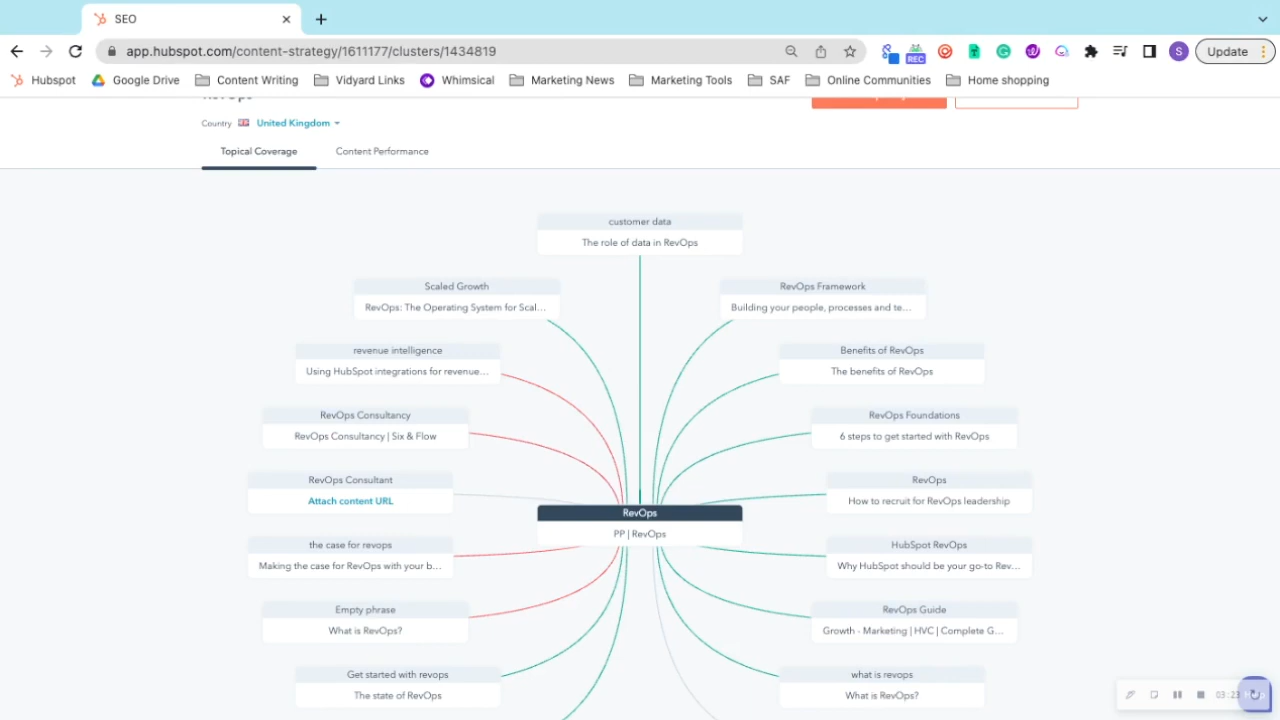 SEO
app.hubspot.com/content-strategy/1611177/clusters/1434819
REC
S
Update
Hubspot
Google Drive
Content Writing
Vidyard Links
Whimsical
Marketing News
Marketing Tools
SAF
Online Communities
Home shopping
RevOps
Country
United Kingdom
Topical Coverage
Content Performance
customer data
The role of data in RevOps
Scaled Growth
RevOps: The Operating System for Scal...
RevOps Framework
Building your people, processes and te...
revenue intelligence
Using HubSpot integrations for revenue...
Benefits of RevOps
The benefits of RevOps
RevOps Consultancy
RevOps Consultancy | Six & Flow
RevOps Foundations
6 steps to get started with RevOps
RevOps Consultant
Attach content URL
RevOps
How to recruit for RevOps leadership
RevOps
PP | RevOps
the case for revops
Making the case for RevOps with your b...
HubSpot RevOps
Why HubSpot should be your go-to Rev...
Empty phrase
What is RevOps?
RevOps Guide
Growth - Marketing | HVC | Complete G...
Get started with revops
The state of RevOps
what is revops
What is RevOps?
03:23